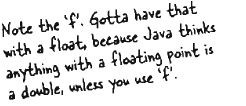 Note the 'f'. Gotta have that
with a float, because Java thinks
anything with a floating point is
a double, unless you use 'f'.